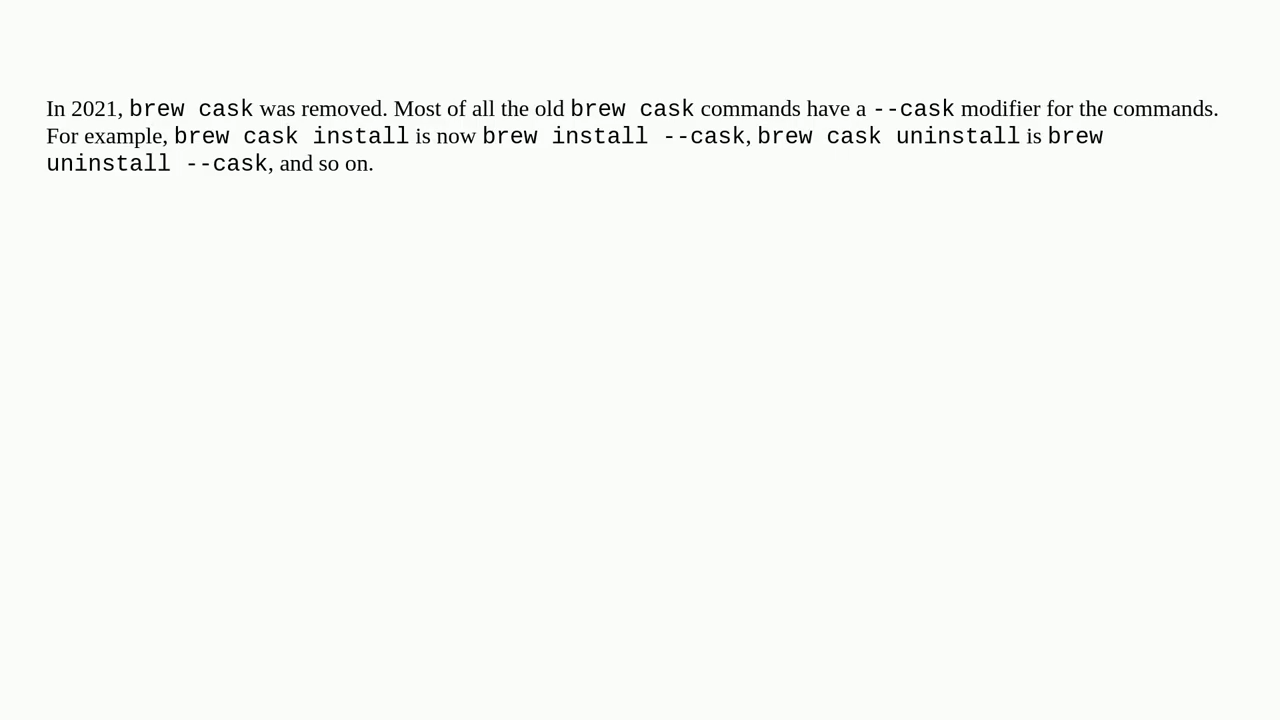 In 2021, brew cask was removed. Most of all the old brew cask commands have a --cask modifier for the commands.
For example, brew cask install is now brew install --cask, brew cask uninstall is brew
uninstall --cask, and so on.